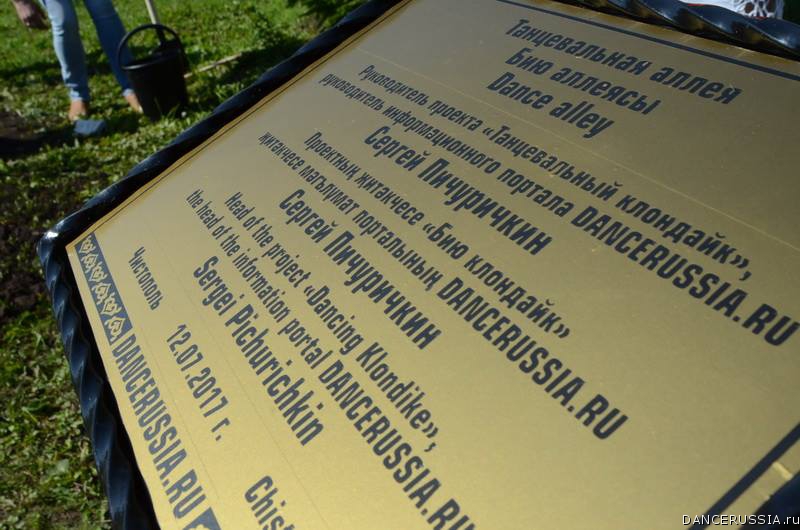 Танцевальная аллея
Био аллеясы
Dance alley
Руководитель проекта «Танцевальный клондайк»,
руководитель информационного портала DANCERUSSIA.RU
Сергей Пичуричкин
Проектның җитәкчесе «Био клондайк»
җитәкчесе мәгълүмат порталының DANCERUSSIA.RU
Сергей Пичуричкин
Head of the project «Dancing Klondike»,
the head of the information portal DANCERUSSIA.RU
Sergei Pichurichkin
Чистополь 12.07.2017 г.
DANCERUSSIA.RU
DANCERUSSIA.ru